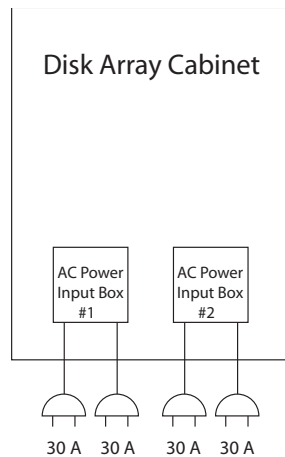 Disk Array Cabinet
AC Power
Input Box
#1
AC Power
Input Box
#2
30 A 30 A 30 A 30 A